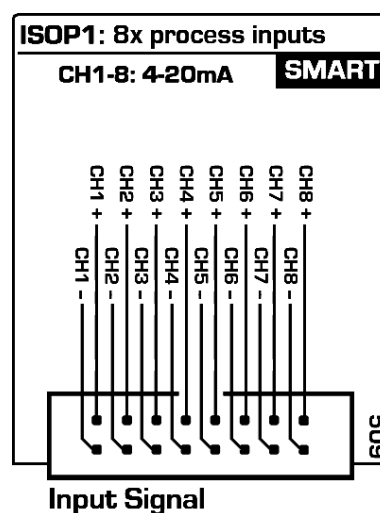 ISOP1: 8x process inputs
CH1-8: 4-20mA
SMART
CH1 +
CH2 +
CH3 +
CH4 +
CH5 +
CH6 +
CH7 +
CH8 +
CH1 -
CH2 -
CH3 -
CH4 -
CH5 -
CH6 -
CH7 -
CH8 -
509
Input Signal